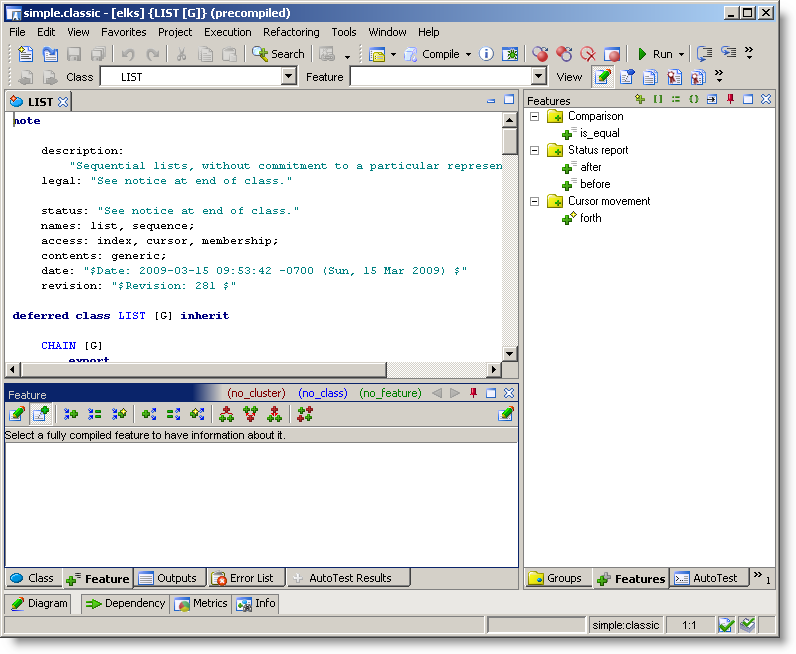 simple.classic - [elks] {LIST [G]} (precompiled)
File Edit View Favorites Project Execution Refactoring Tools Window Help
Search Compile Run
Class LIST Feature View
LIST
note
description:
"Sequential lists, without commitment to a particular represen
legal: "See notice at end of class."
status: "See notice at end of class."
names: list, sequence;
access: index, cursor, membership;
contents: generic;
date: "$Date: 2009-03-15 09:53:42 -0700 (Sun, 15 Mar 2009) $"
revision: "$Revision: 281 $"
deferred class LIST [G] inherit
CHAIN [G]
export
Features
Comparison
is_equal
Status report
after
before
Cursor movement
forth
Feature (no_cluster) (no_class) (no_feature)
Select a fully compiled feature to have information about it.
Class Feature Outputs Error List AutoTest Results
Groups Features AutoTest » 1
Diagram Dependency Metrics Info
simple:classic 1:1